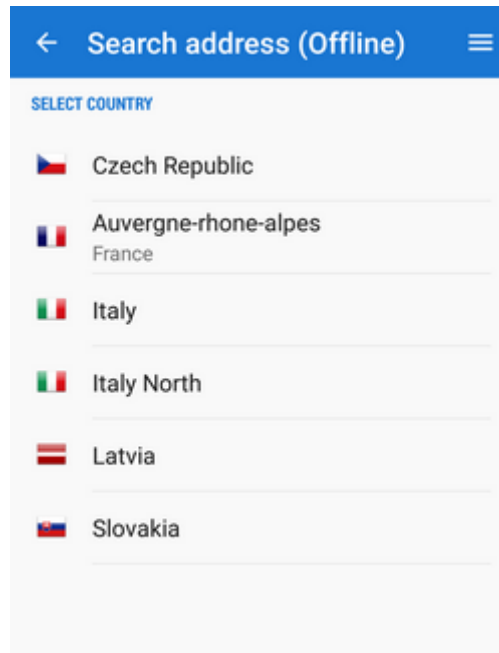 Search address (Offline)
SELECT COUNTRY
Czech Republic
Auvergne-rhone-alpes
France
Italy
Italy North
Latvia
Slovakia